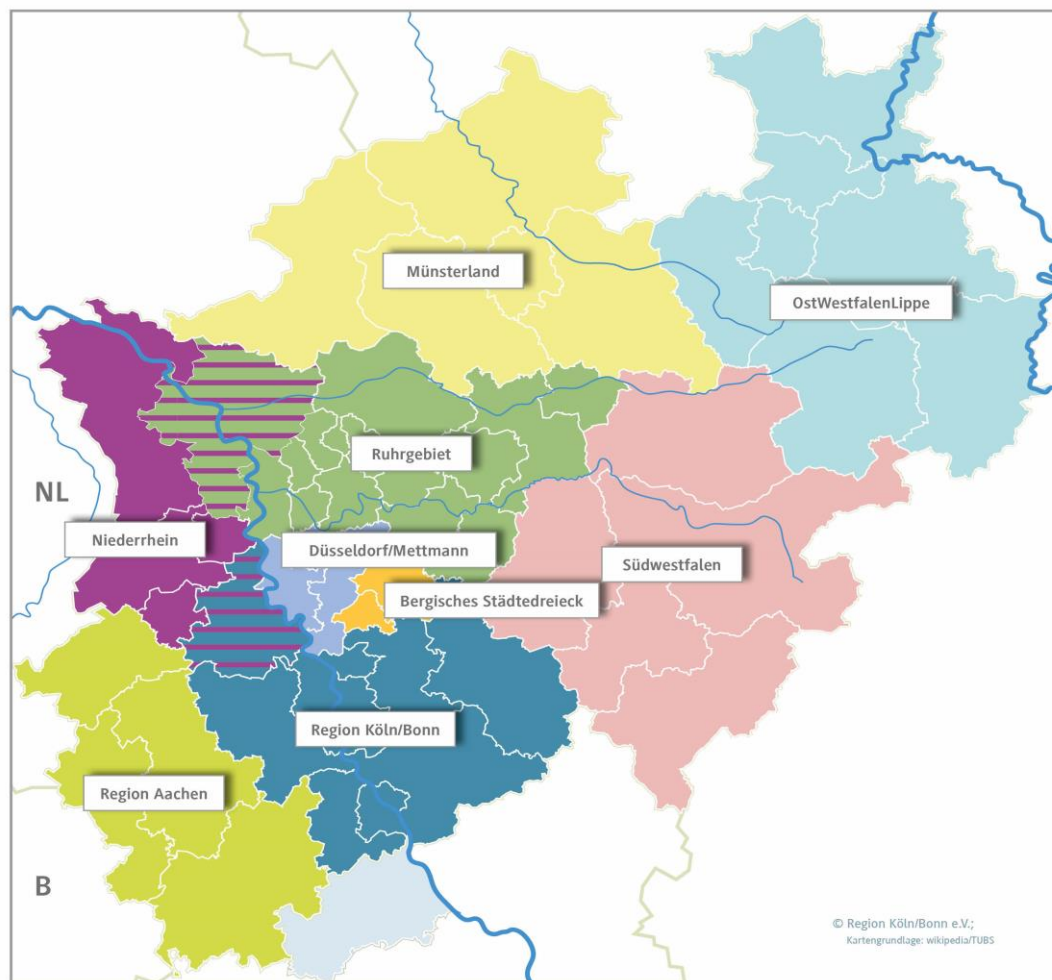 Münsterland
OstWestfalenLippe
Ruhrgebiet
NL
Niederrhein
Düsseldorf/Mettmann
Südwestfalen
Bergisches Städtedreieck
Region Köln/Bonn
Region Aachen
B
© Region Köln/Bonn e.V.;
Kartengrundlage: wikipedia/TUBS